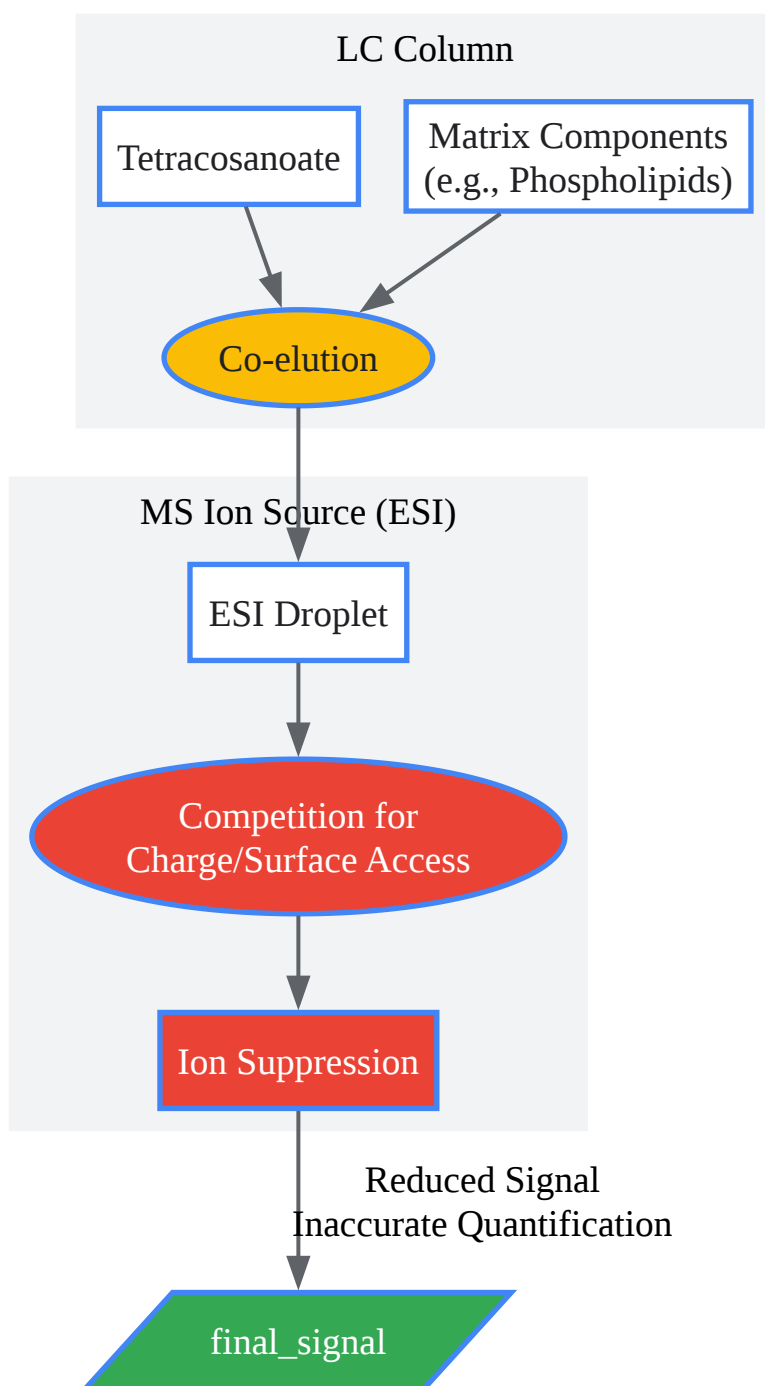 LC Column
Tetracosanoate
Matrix Components
(e.g., Phospholipids)
Co-elution
MS Ion Source (ESI)
ESI Droplet
Competition for
Charge/Surface Access
Ion Suppression
Reduced Signal
Inaccurate Quantification
final_signal